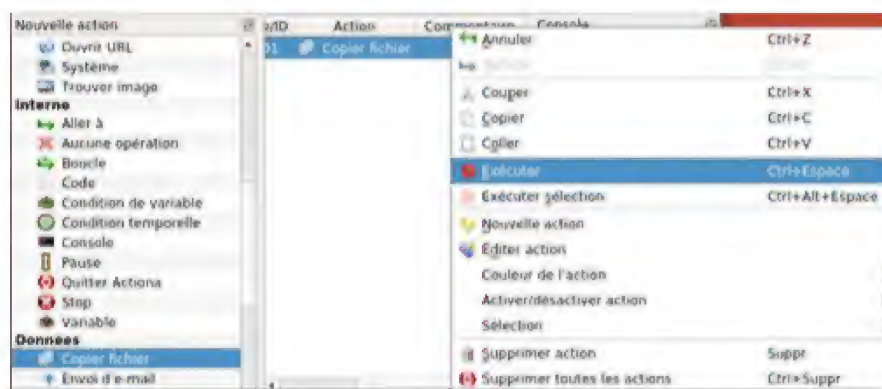 Nouvelle action
Ouvrir URL
Système
Trouver image
Interne
Aller à
Aucune opération
Boucle
Code
Condition de variable
Condition temporelle
Console
Pause
Quitter Actiona
Stop
Variable
Données
Copier fichier
Envoi d'e-mail
Action
Commentaire
Console
Copier fichier
Annuler Ctrl+Z
Couper Ctrl+X
Copier Ctrl+C
Coller Ctrl+V
Exécuter Ctrl+Espace
Exécuter sélection Ctrl+Alt+Espace
Nouvelle action
Éditer action
Couleur de l'action
Activer/désactiver action
Sélection
Supprimer action Suppr
Supprimer toutes les actions Ctrl+Suppr